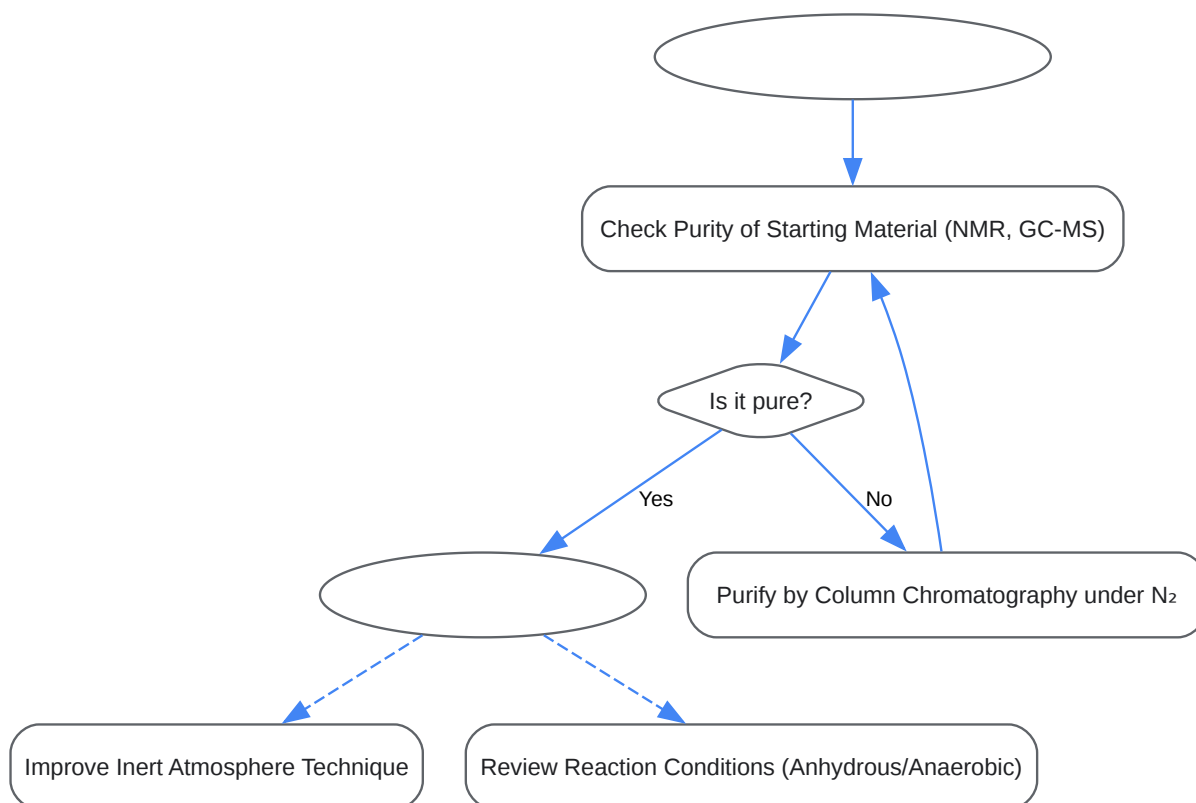 Check Purity of Starting Material (NMR, GC-MS)
Is it pure?
Yes
No
Purify by Column Chromatography under N₂
Improve Inert Atmosphere Technique
Review Reaction Conditions (Anhydrous/Anaerobic)